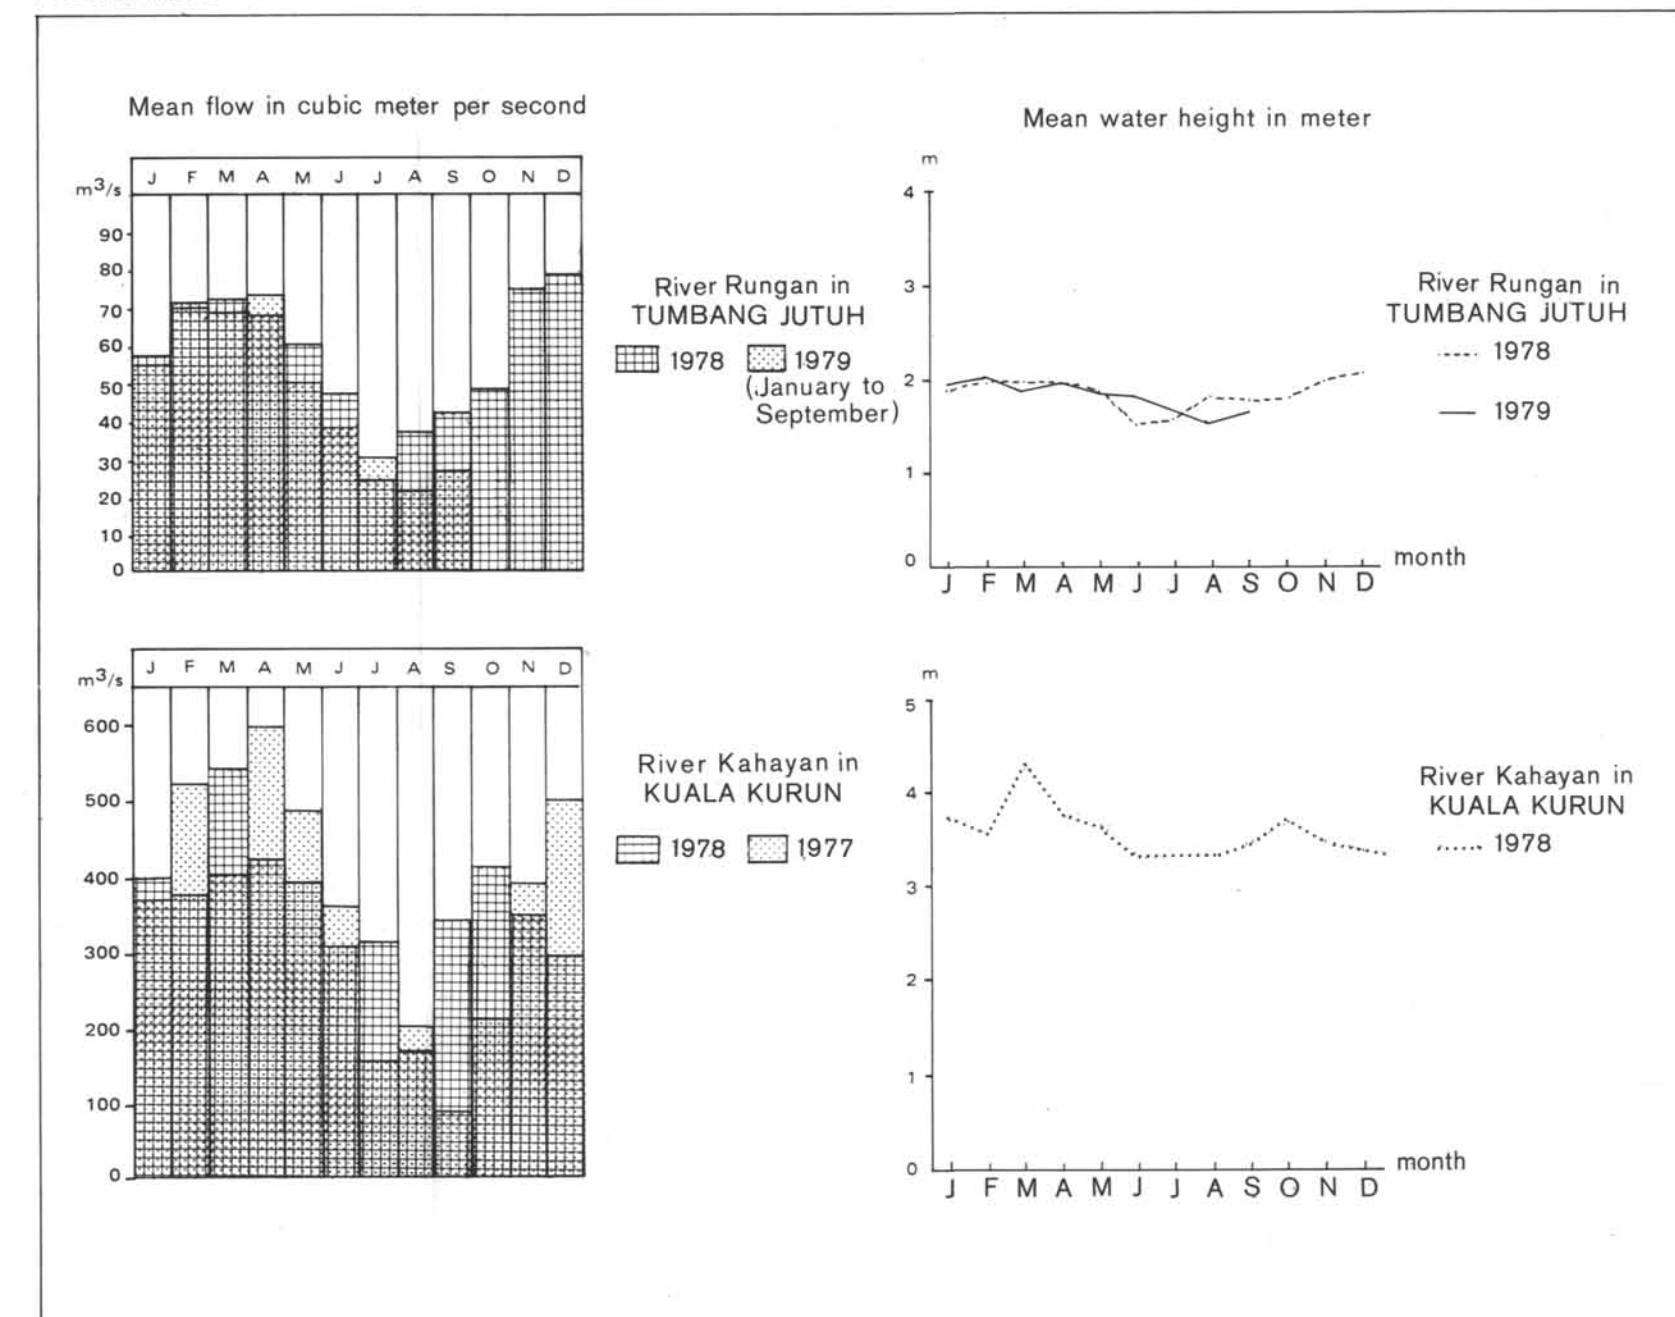 Mean flow in cubic meter per second
m³/s
J F M A M J J A S O N D
90
80
70
60
50
40
30
20
10
0
River Rungan in
TUMBANG JUTUH
1978 1979
(January to
September)
Mean water height in meter
m
4
3
2
1
0
J F M A M J J A S O N D
month
River Rungan in
TUMBANG JUTUH
1978
1979
m³/s
J F M A M J J A S O N D
600
500
400
300
200
100
0
River Kahayan in
KUALA KURUN
1978 1977
m
5
4
3
2
1
0
J F M A M J J A S O N D
month
River Kahayan in
KUALA KURUN
1978